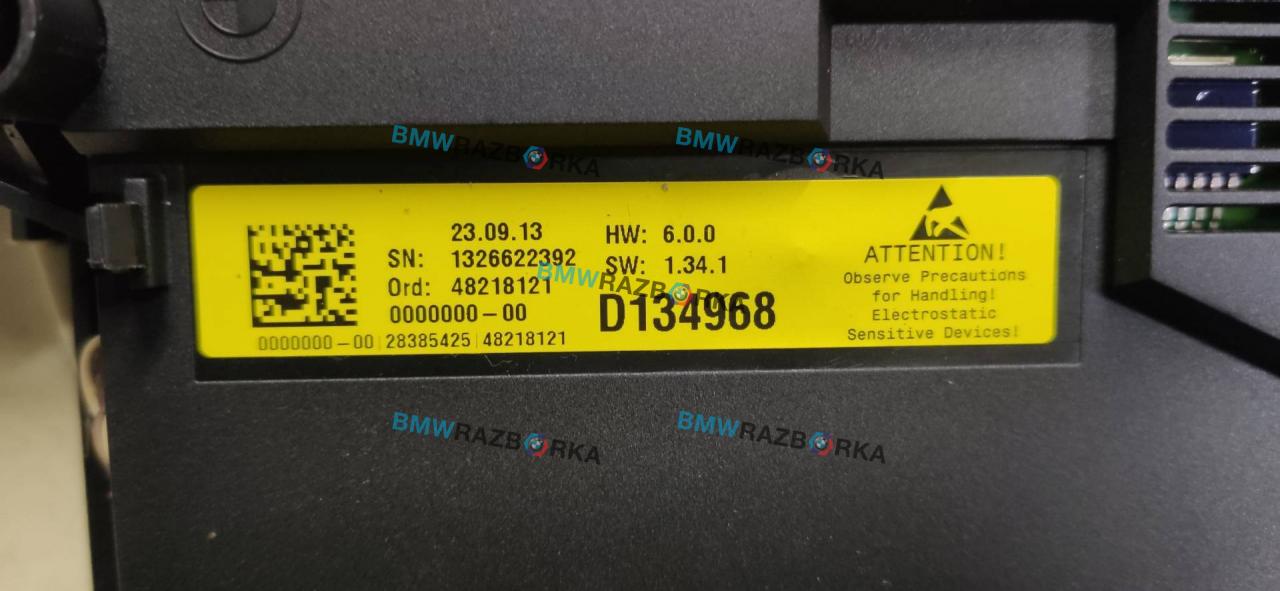 BMWRAZBORKA
BMWRAZBORKA
23.09.13
SN: 1326622392
Ord: 48218121
0000000-00
0000000-00|28385425|48218121
HW: 6.0.0
SW: 1.34.1
BMWRAZBORKA
D134968
ATTENTION!
Observe Precautions
for Handling!
Electrostatic
Sensitive Devices!
BMWRAZBORKA
BMWRAZBORKA